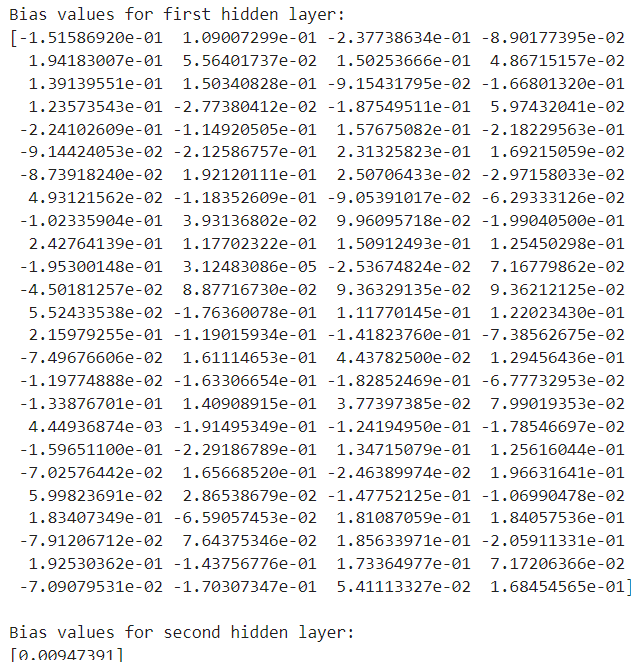 Bias values for first hidden layer:
[-1.51586920e-01 1.09007299e-01 -2.37738634e-01 -8.90177395e-02
1.94183007e-01 5.56401737e-02 1.50253666e-01 4.86715157e-02
1.39139551e-01 1.50340828e-01 -9.15431795e-02 -1.66801320e-01
1.23573543e-01 -2.77380412e-02 -1.87549511e-01 5.97432041e-02
-2.24102609e-01 -1.14920505e-01 1.57675082e-01 -2.18229563e-01
-9.14424053e-02 -2.12586757e-01 2.31325823e-01 1.69215059e-02
-8.73918240e-02 1.92120111e-01 2.50706433e-02 -2.97158033e-02
4.93121562e-02 -1.18352609e-01 -9.05391017e-02 -6.29333126e-02
-1.02335904e-01 3.93136802e-02 9.96095718e-02 -1.99040500e-01
2.42764139e-01 1.17702322e-01 1.50912493e-01 1.25450298e-01
-1.95300148e-01 3.12483086e-05 -2.53674824e-02 7.16779862e-02
-4.50181257e-02 8.87716730e-02 9.36329135e-02 9.36212125e-02
5.52433538e-02 -1.76360078e-01 1.11770145e-01 1.22023430e-01
2.15979255e-01 -1.19015934e-01 -1.41823760e-01 -7.38562675e-02
-7.49676606e-02 1.61114653e-01 4.43782500e-02 1.29456436e-01
-1.19774888e-02 -1.63306654e-01 -1.82852469e-01 -6.77732953e-02
-1.33876701e-01 1.40908915e-01 3.77397385e-02 7.99019353e-02
4.44936874e-03 -1.91495349e-01 -1.24194950e-01 -1.78546697e-02
-1.59651100e-01 -2.29186789e-01 1.34715079e-01 1.25616044e-01
-7.02576442e-02 1.65668520e-01 -2.46389974e-02 1.96631641e-01
5.99823691e-02 2.86538679e-02 -1.47752125e-01 -1.06990478e-02
1.83407349e-01 -6.59057453e-02 1.81087059e-01 1.84057536e-01
-7.91206712e-02 7.64375346e-02 1.85633971e-01 -2.05911331e-01
1.92530362e-01 -1.43756776e-01 1.73364977e-01 7.17206366e-02
-7.09079531e-02 -1.70307347e-01 5.41113327e-02 1.68454565e-01]
Bias values for second hidden layer:
[0.00947391]